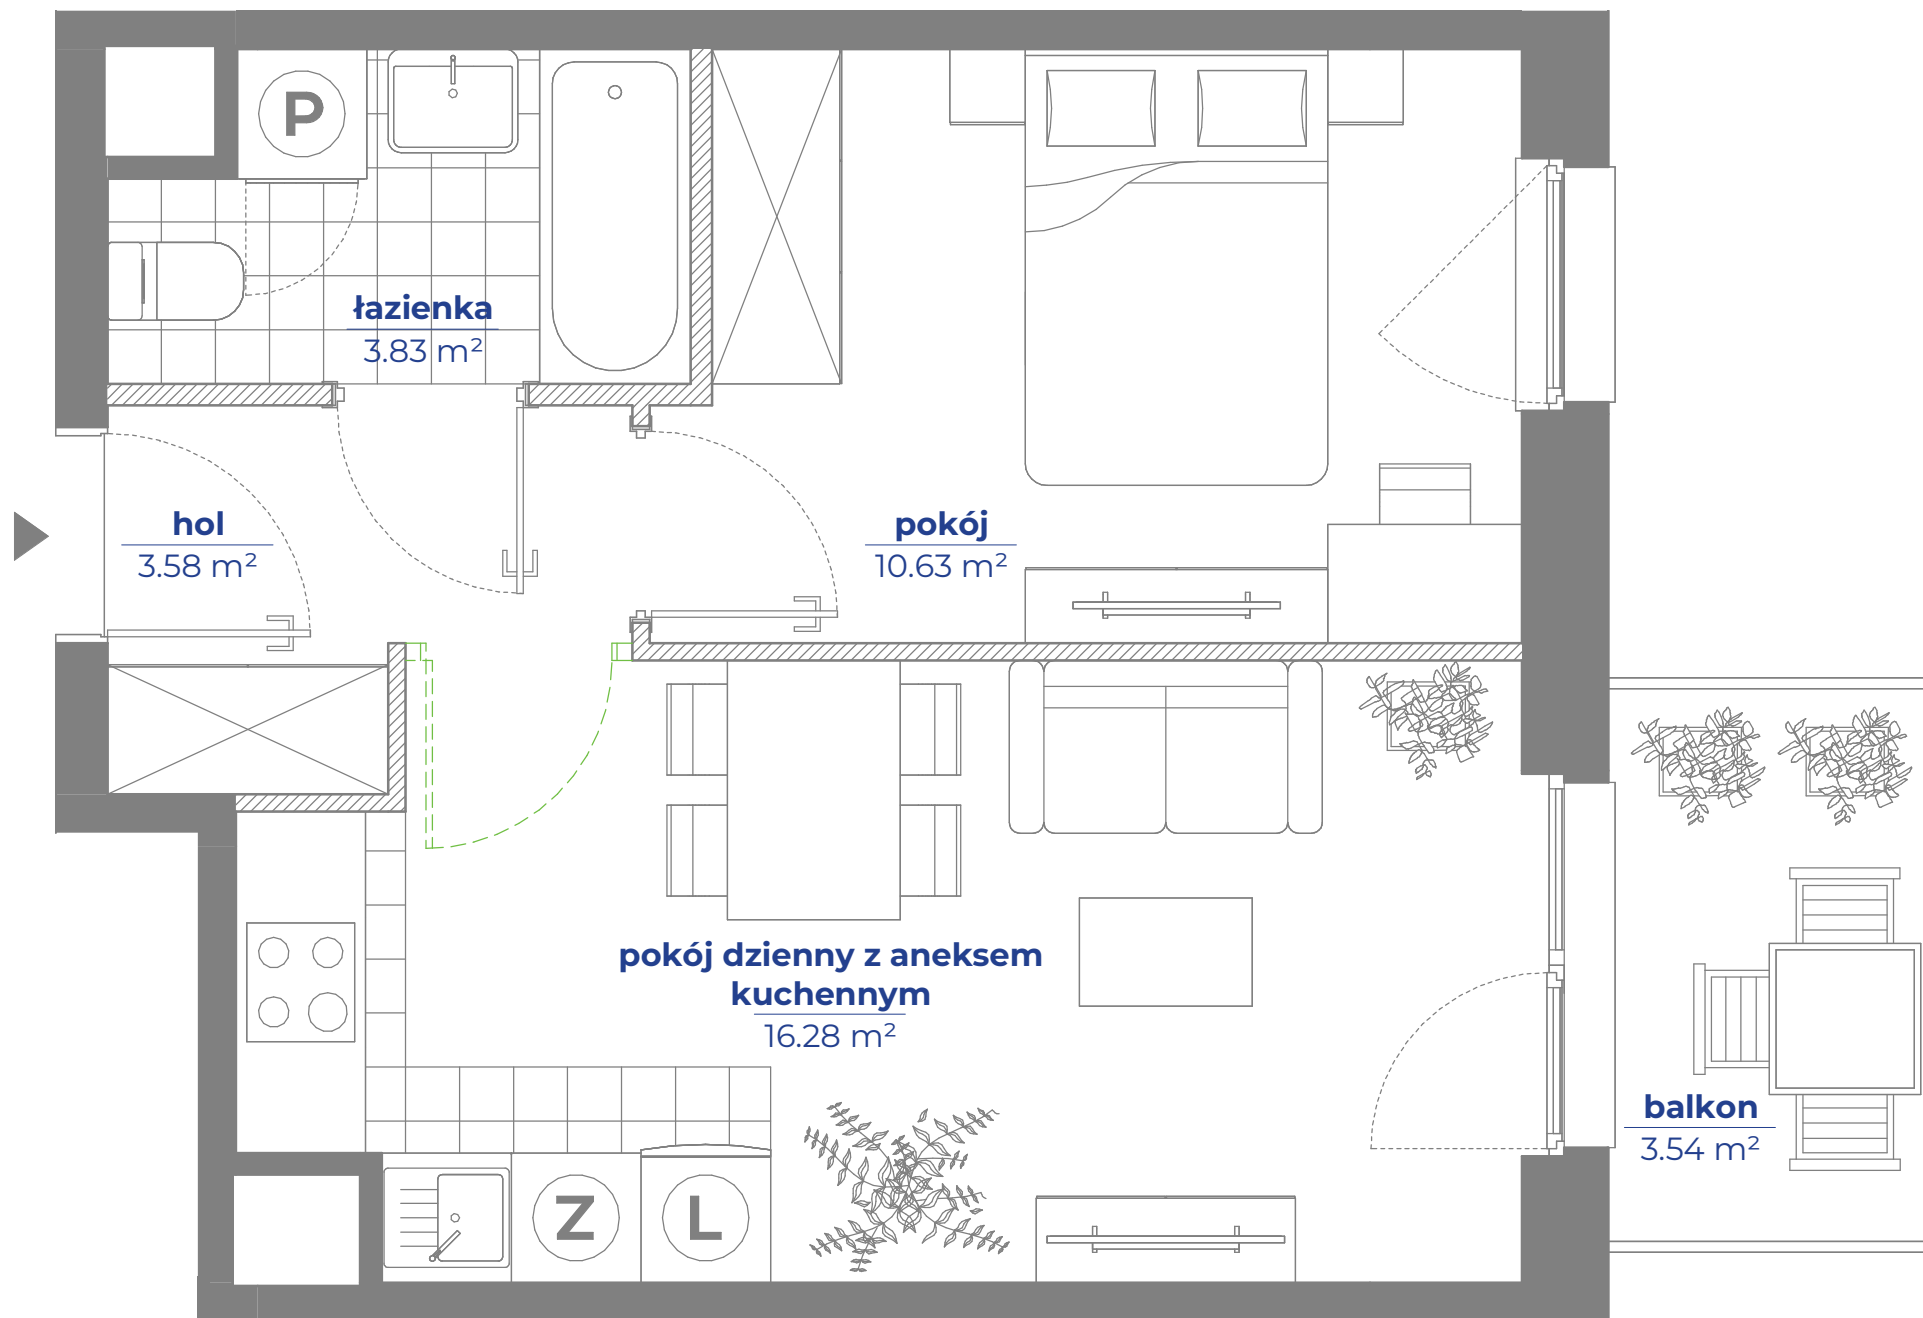 P
łazienka
3.83 m²
hol
3.58 m²
pokój
10.63 m²
pokój dzienny z aneksem
kuchennym
16.28 m²
balkon
3.54 m²
Z
L